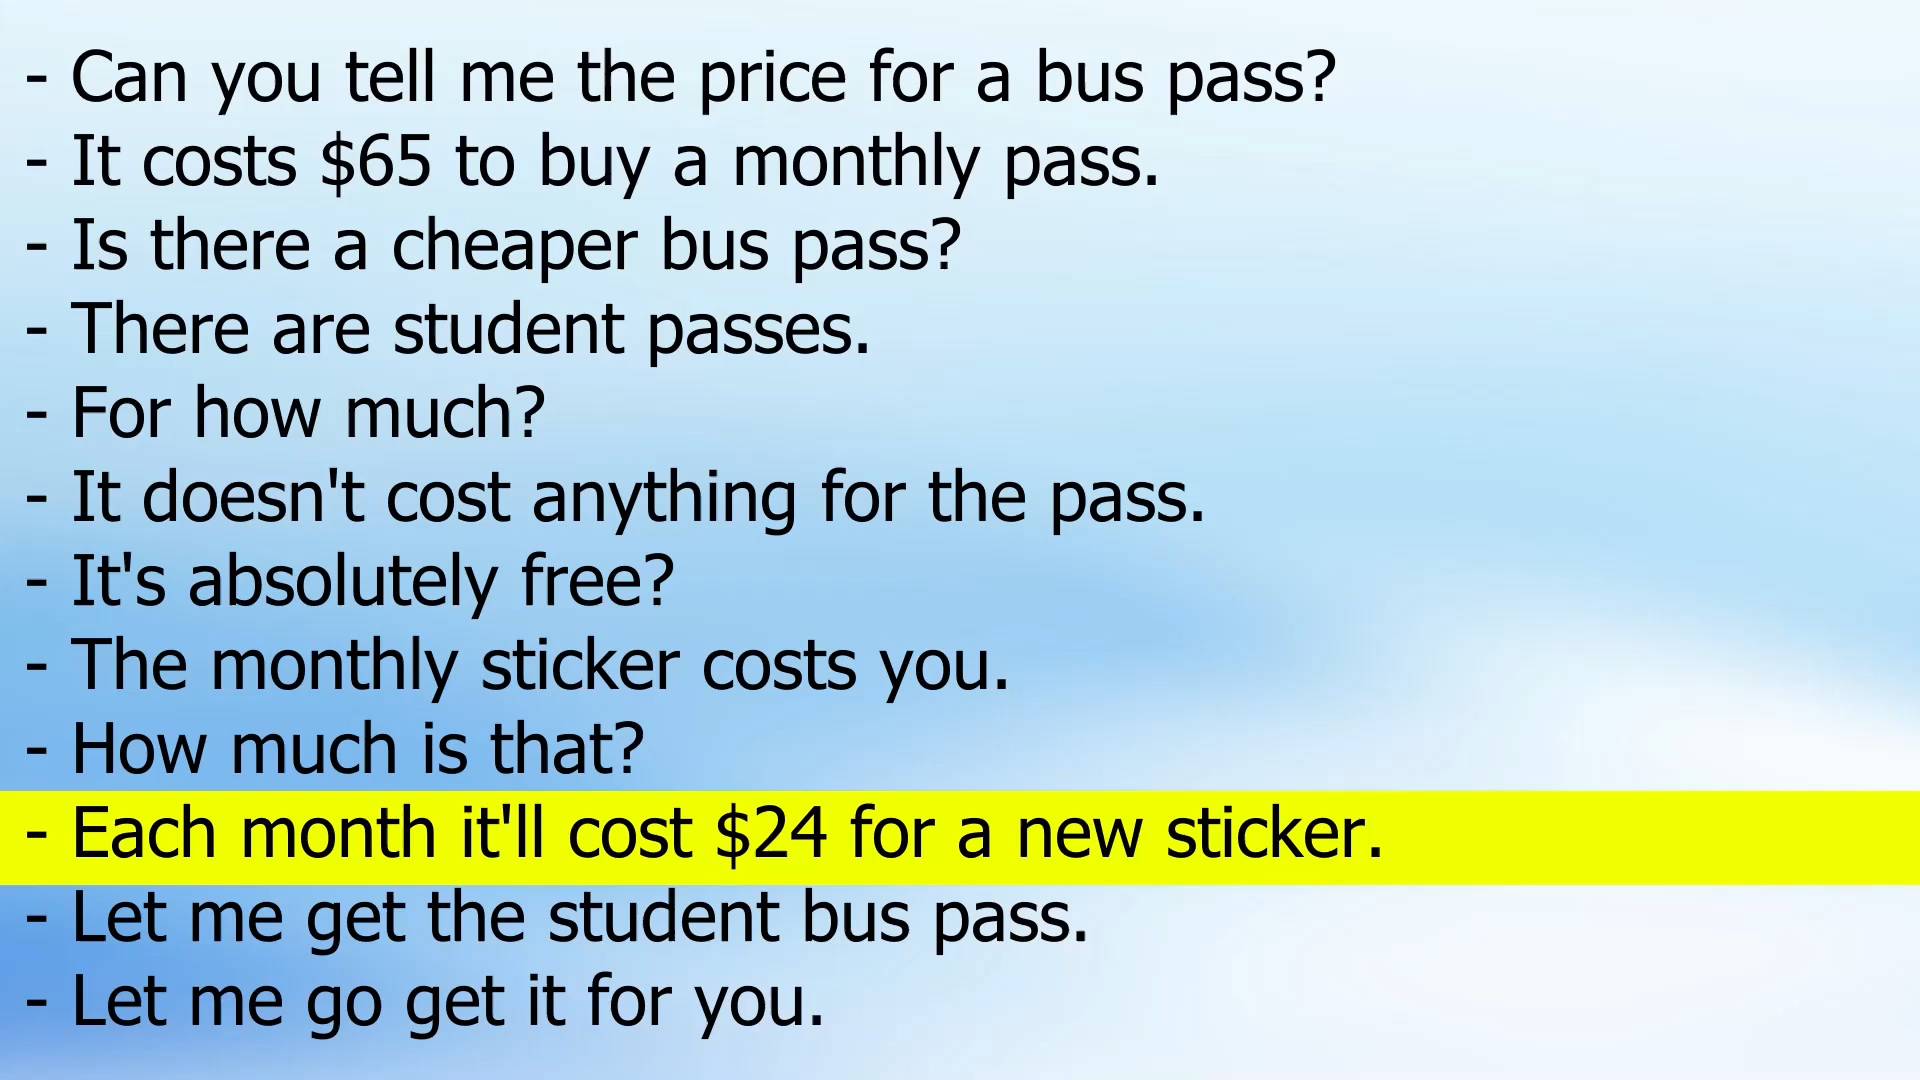 - Can you tell me the price for a bus pass?
- It costs $65 to buy a monthly pass.
- Is there a cheaper bus pass?
- There are student passes.
- For how much?
- It doesn't cost anything for the pass.
- It's absolutely free?
- The monthly sticker costs you.
- How much is that?
- Each month it'll cost $24 for a new sticker.
- Let me get the student bus pass.
- Let me go get it for you.